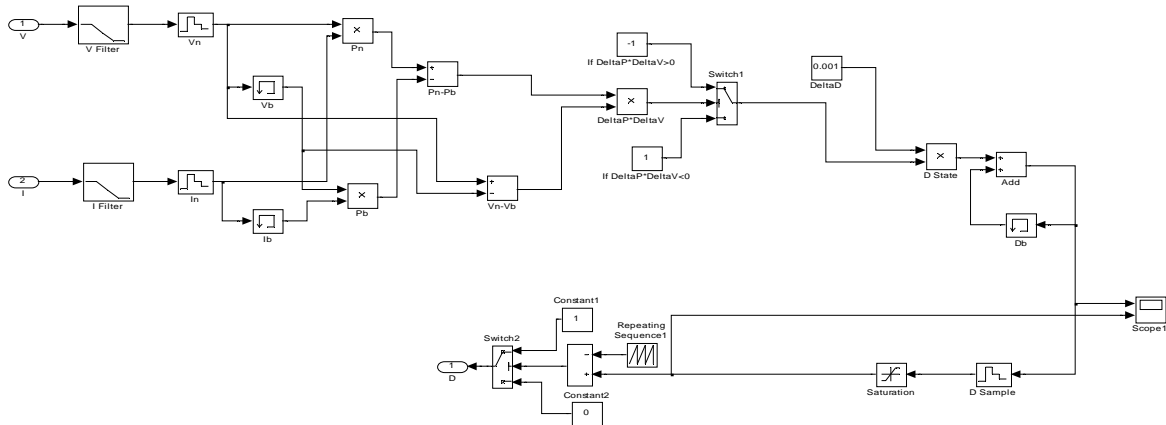 1
V
V Filter
Vn
×
Pn
+
−
Pn-Pb
-1
If DeltaP*DeltaV>0
Switch1
0.001
DeltaD
Vb
×
DeltaP*DeltaV
1
If DeltaP*DeltaV<0
2
I
I Filter
In
×
Pb
+
−
Vn-Vb
×
D State
+
+
Add
Ib
Db
Constant1
1
Repeating
Sequence1
Scope1
Switch2
−
+
1
D
Constant2
0
Saturation
D Sample